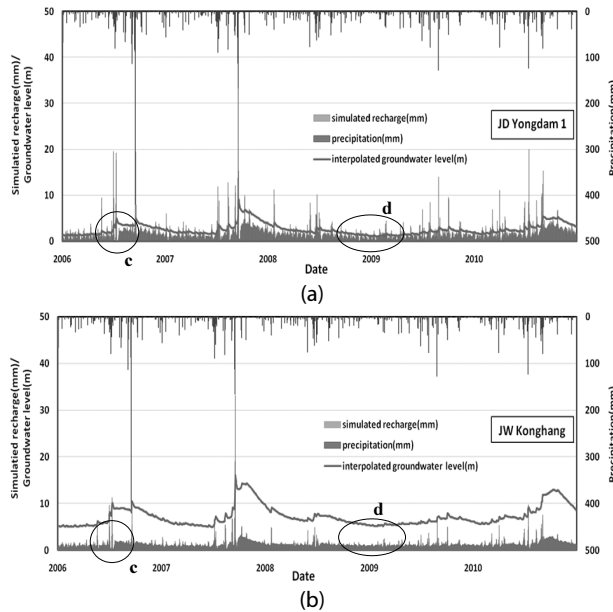 50
40
30
20
10
0
0
100
200
300
400
500
Simulatied recharge(mm)/
Groundwater level(m)
Precipitation(mm)
simulated recharge(mm)
precipitation(mm)
interpolated groundwater level(m)
JD Yongdam 1
c
d
2006
2007
2008
2009
2010
Date
(a)
50
40
30
20
10
0
0
100
200
300
400
500
Simulatied recharge(mm)/
Groundwater level(m)
Precipitation(mm)
simulated recharge(mm)
precipitation(mm)
interpolated groundwater level(m)
JW Konghang
c
d
2006
2007
2008
2009
2010
Date
(b)